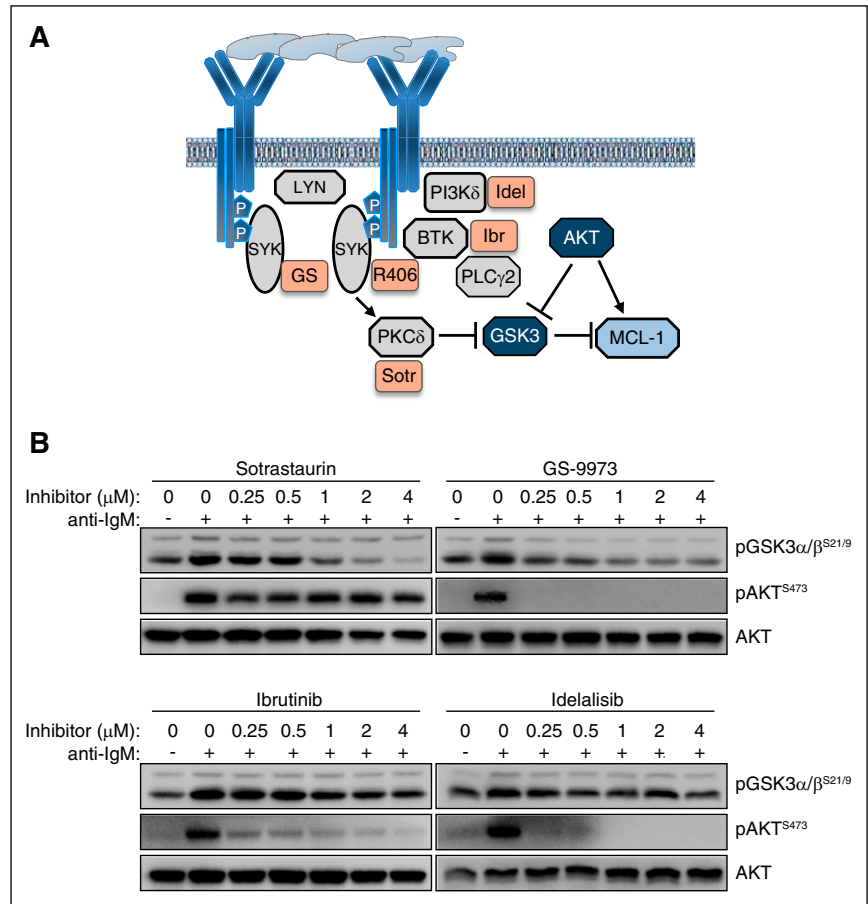 A
LYN
PI3Kδ Idel
P P
P P
SYK SYK BTK Ibr AKT
GS R406 PLCγ2
PKCδ GSK3 MCL-1
Sotr
B
Sotrastaurin GS-9973
Inhibitor (μM): 0 0 0.25 0.5 1 2 4 0 0 0.25 0.5 1 2 4
anti-IgM: - + + + + + + - + + + + + +
pGSK3α/β^S21/9
pAKT^S473
AKT
Ibrutinib Idelalisib
Inhibitor (μM): 0 0 0.25 0.5 1 2 4 0 0 0.25 0.5 1 2 4
anti-IgM: - + + + + + + - + + + + + +
pGSK3α/β^S21/9
pAKT^S473
AKT